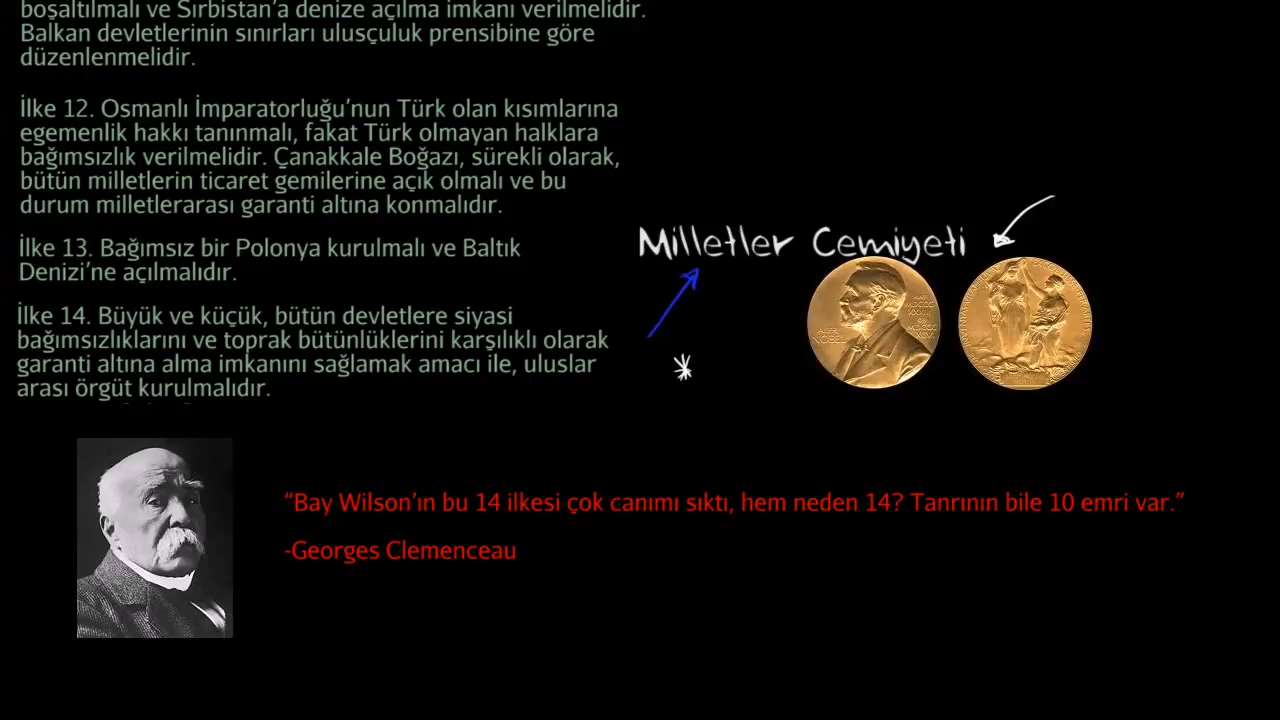 boşaltılmalı ve Sırbistan'a denize açılma imkanı verilmelidir.
Balkan devletlerinin sınırları ulusçuluk prensibine göre
düzenlenmelidir.
İlke 12. Osmanlı İmparatorluğu'nun Türk olan kısımlarına
egemenlik hakkı tanınmalı, fakat Türk olmayan halklara
bağımsızlık verilmelidir. Çanakkale Boğazı, sürekli olarak,
bütün milletlerin ticaret gemilerine açık olmalı ve bu
durum milletlerarası garanti altına konmalıdır.
İlke 13. Bağımsız bir Polonya kurulmalı ve Baltık
Denizi'ne açılmalıdır.
İlke 14. Büyük ve küçük, bütün devletlere siyasi
bağımsızlıklarını ve toprak bütünlüklerini karşılıklı olarak
garanti altına alma imkanını sağlamak amacı ile, uluslar
arası örgüt kurulmalıdır.
Milletler Cemiyeti
"Bay Wilson'ın bu 14 ilkesi çok canımı sıktı, hem neden 14? Tanrının bile 10 emri var."
-Georges Clemenceau